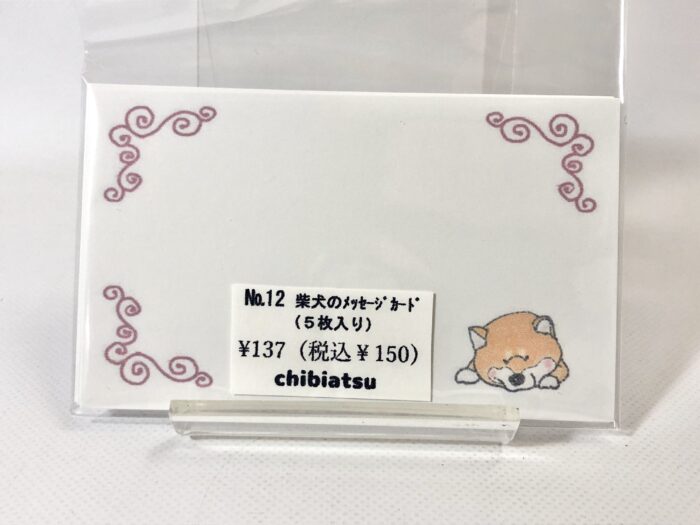 No.12 柴犬のﾒｯｾｰｼﾞｶｰﾄﾞ
(５枚入り)
¥137 (税込¥150)
chibiatsu